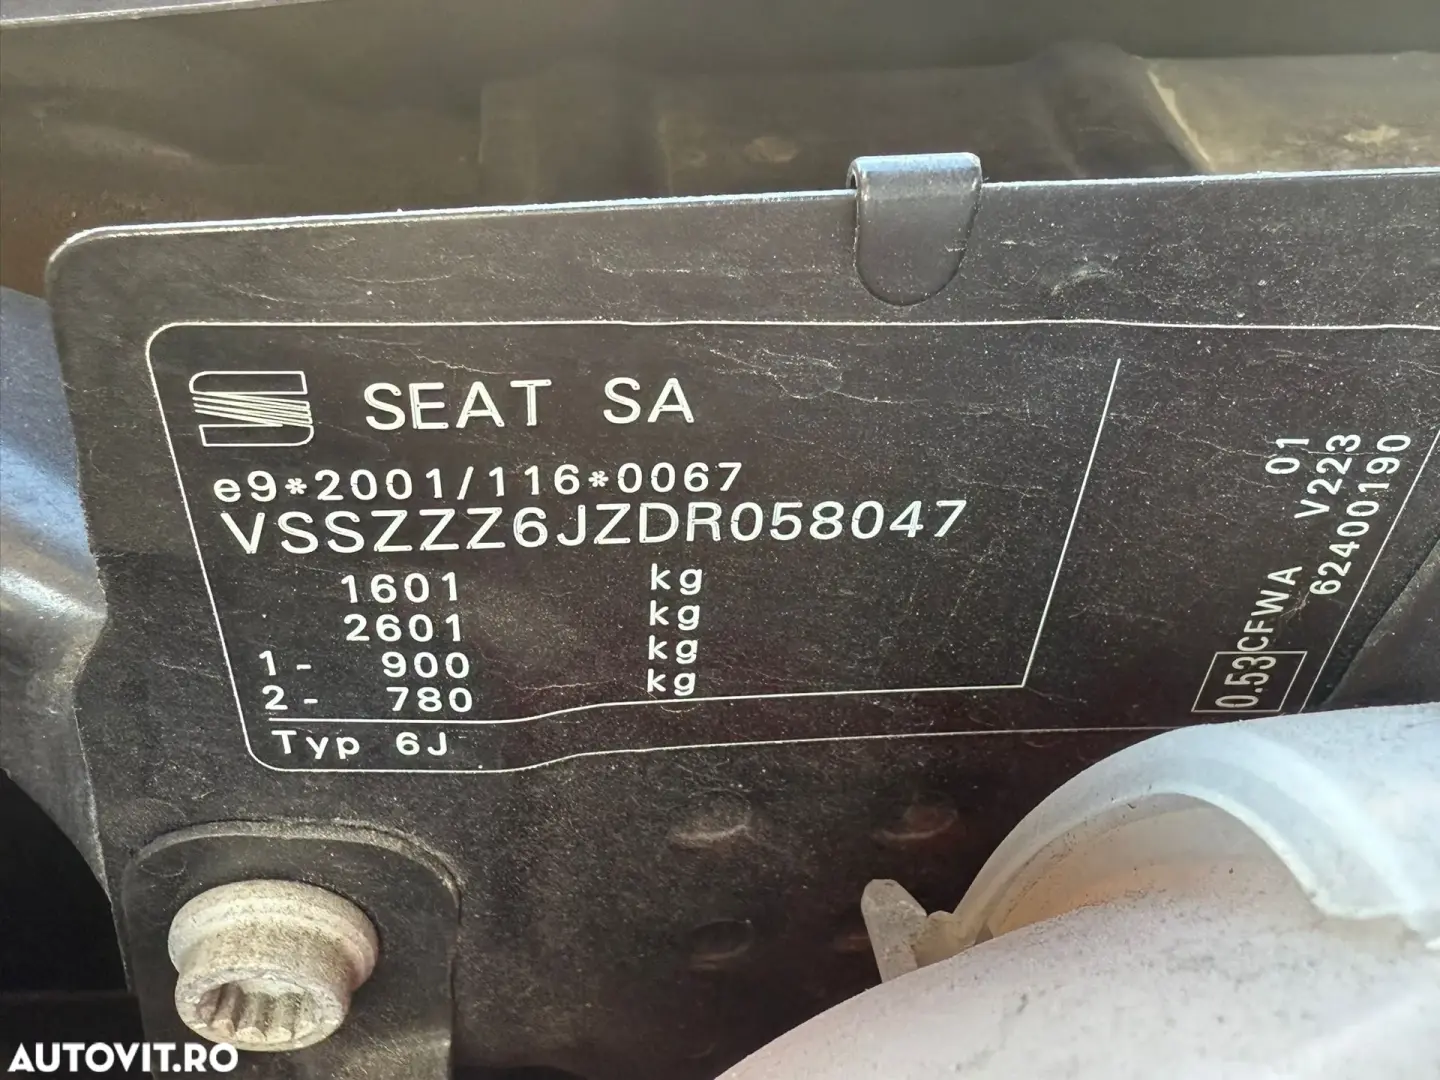 SEAT SA
e9*2001/116*0067
VSSZZZ6JZDR058047
1601 kg
2601 kg
1- 900 kg
2- 780 kg
Typ 6J
01
V223
62400190
0.53 CFWA
AUTOVIT.RO